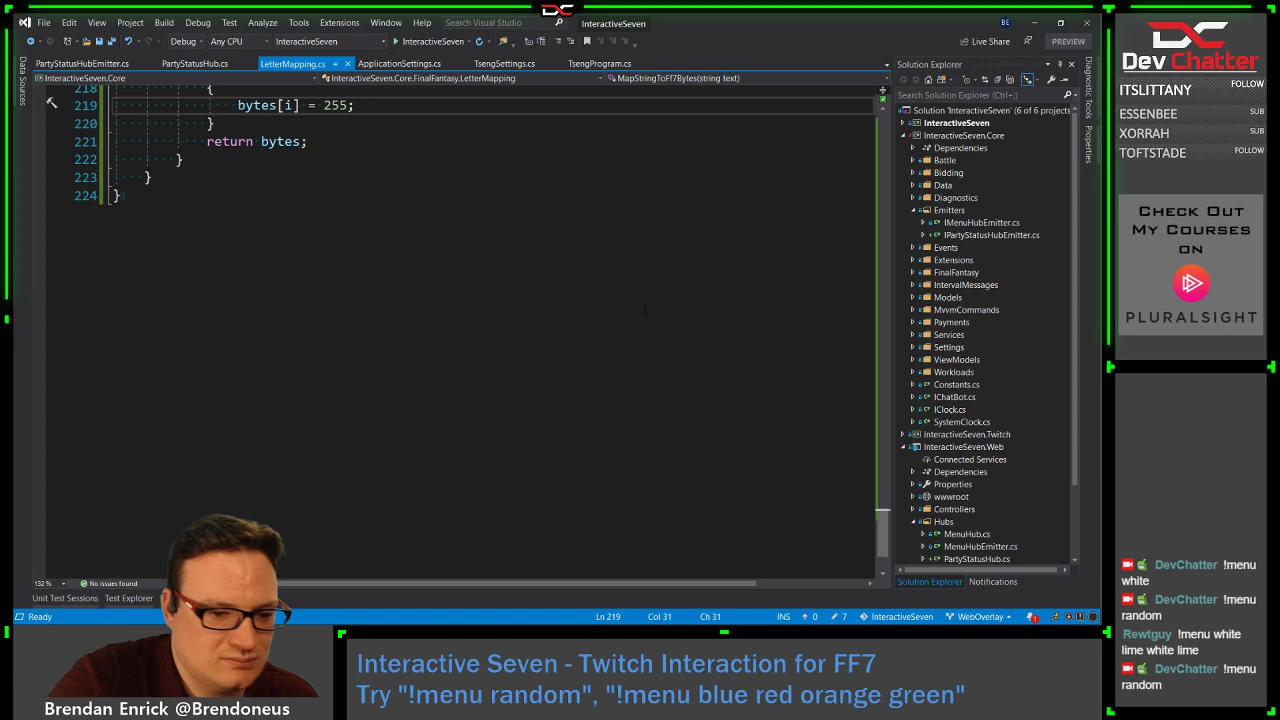 File Edit View Project Build Debug Test Analyze Tools Extensions Window Help Search Visual Studio InteractiveSeven BE
Debug Any CPU InteractiveSeven InteractiveSeven Live Share PREVIEW
PartyStatusHubEmitter.cs PartyStatusHub.cs LetterMapping.cs ApplicationSettings.cs TsengSettings.cs TsengProgram.cs
InteractiveSeven.Core InteractiveSeven.Core.FinalFantasy.LetterMapping MapStringToFf7Bytes(string text)
Data Sources
218 {
219 bytes[i] = 255;
220 }
221 return bytes;
222 }
223 }
224 }
132 % No issues found
Unit Test Sessions Test Explorer
Ready Ln 219 Col 31 Ch 31 INS 0 7 InteractiveSeven WebOverlay 1
Solution Explorer
Search Solution Explorer
Solution 'InteractiveSeven' (6 of 6 projects
InteractiveSeven
InteractiveSeven.Core
Dependencies
Battle
Bidding
Data
Diagnostics
Emitters
IMenuHubEmitter.cs
IPartyStatusHubEmitter.cs
Events
Extensions
FinalFantasy
IntervalMessages
Models
MvvmCommands
Payments
Services
Settings
ViewModels
Workloads
Constants.cs
IChatBot.cs
IClock.cs
SystemClock.cs
InteractiveSeven.Twitch
InteractiveSeven.Web
Connected Services
Dependencies
Properties
wwwroot
Controllers
Hubs
MenuHub.cs
MenuHubEmitter.cs
PartyStatusHub.cs
Solution Explorer Notifications
Diagnostic Tools
Properties
DC
DC
Dev Chatter
ITSLITTANY FOLLOW
ESSENBEE SUB
XORRAH SUB
TOFTSTADE FOLLOW
CHECK OUT
MY COURSES
ON
PLURALSIGHT
DevChatter !menu
white
DevChatter !menu
random
Rewtguy !menu white
lime white lime
DevChatter !menu
random
Brendan Enrick @Brendoneus
Interactive Seven - Twitch Interaction for FF7
Try "!menu random", "!menu blue red orange green"